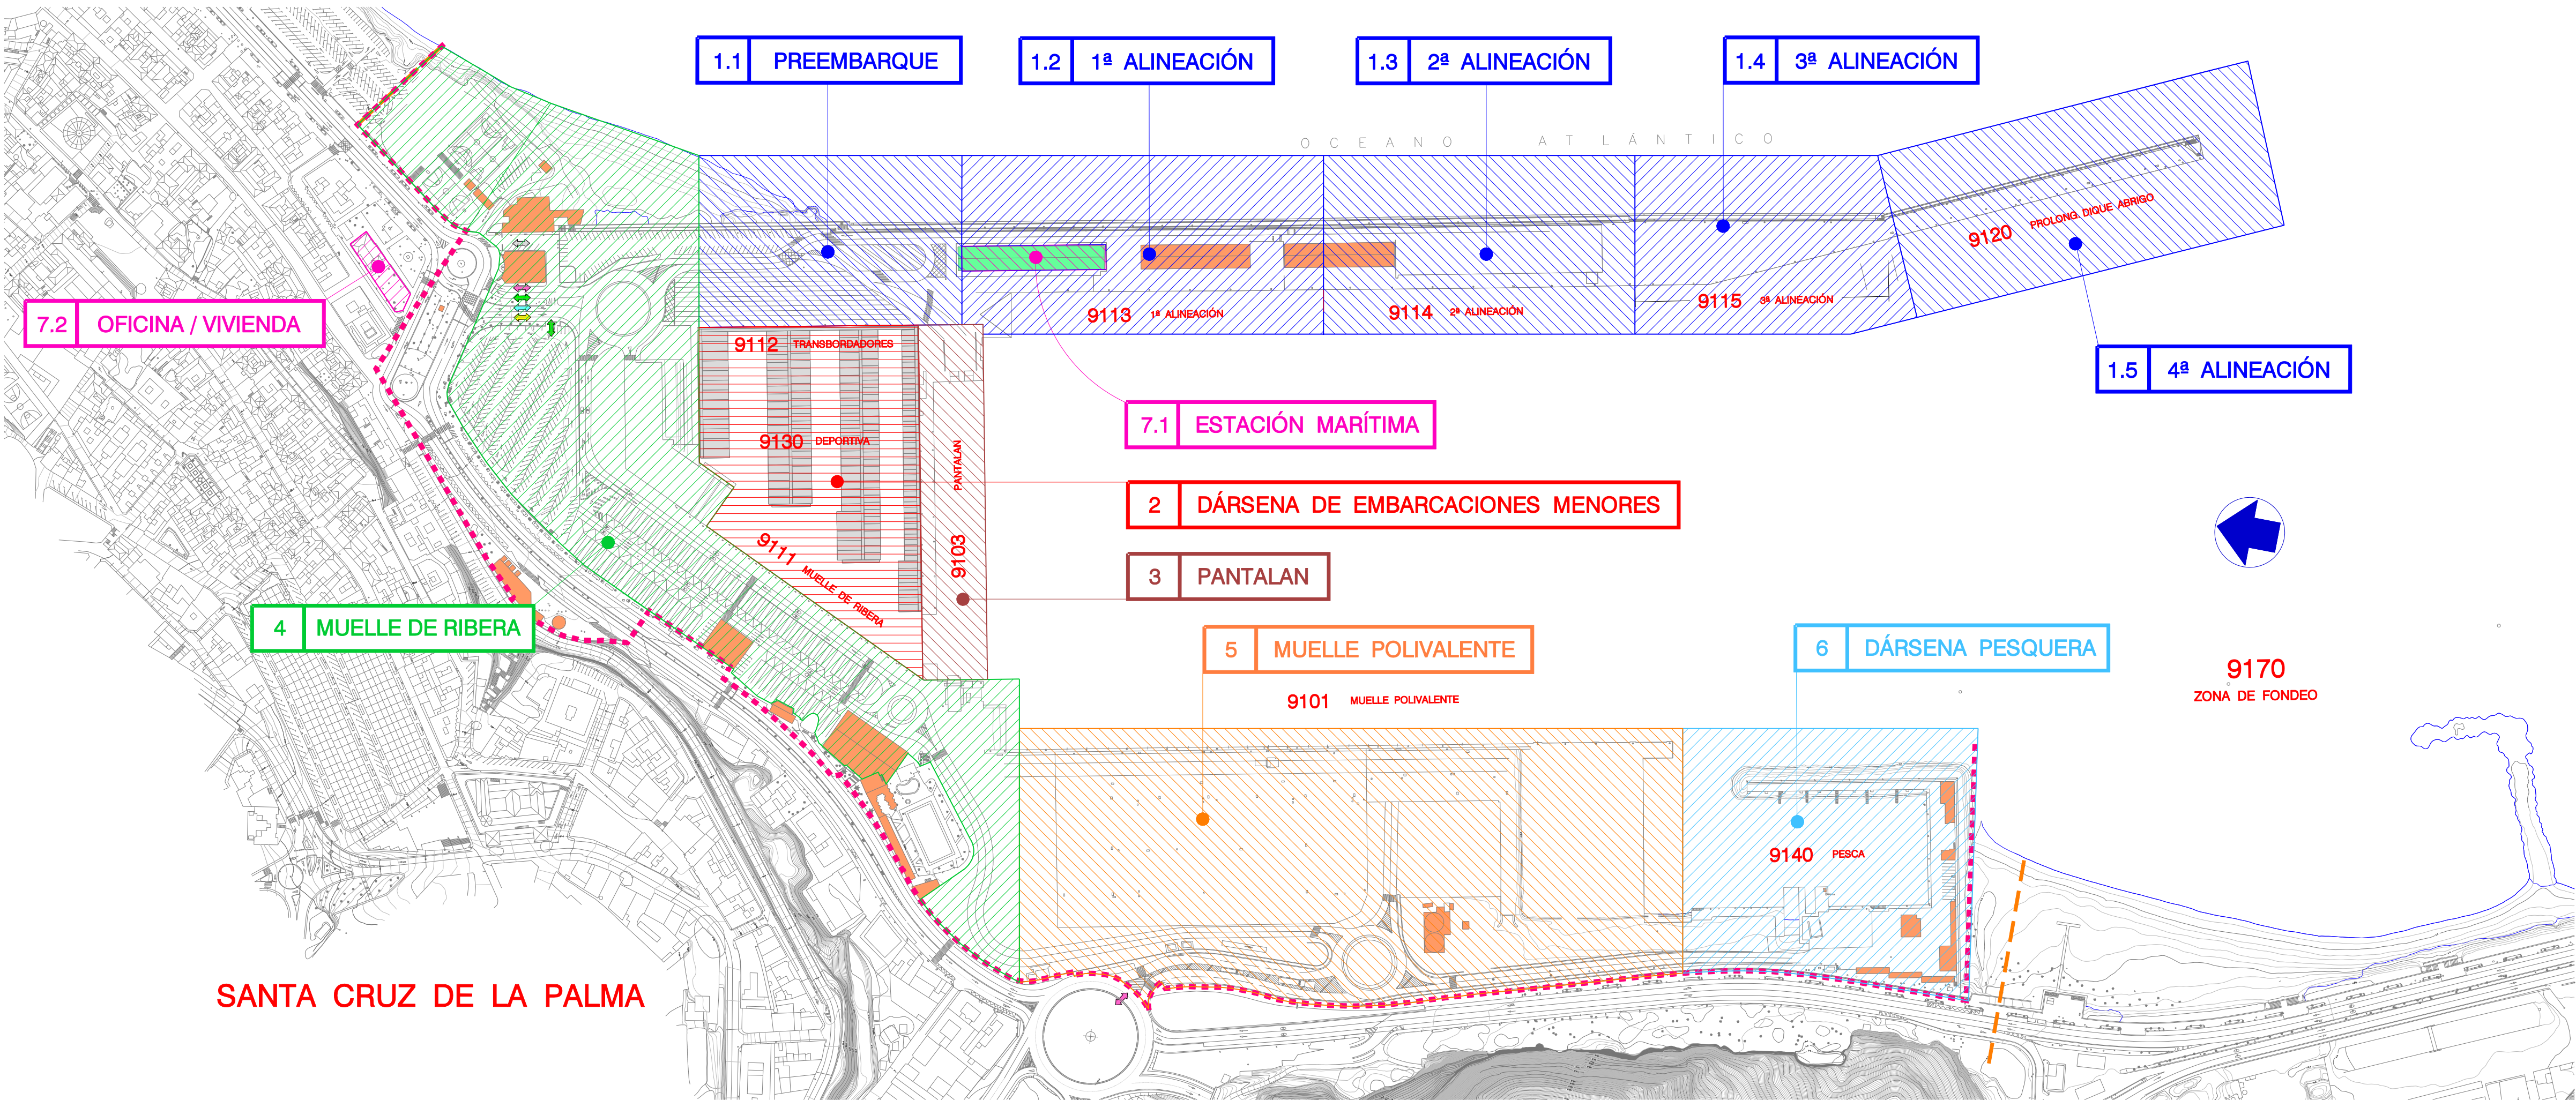 1.1 PREEMBARQUE
1.2 1ª ALINEACIÓN
1.3 2ª ALINEACIÓN
1.4 3ª ALINEACIÓN
OCEANO ATLÁNTICO
9120 PROLONG. DIQUE ABRIGO
7.2 OFICINA / VIVIENDA
9113 1ª ALINEACIÓN
9114 2ª ALINEACIÓN
9115 3ª ALINEACIÓN
9112 TRANSBORDADORES
1.5 4ª ALINEACIÓN
7.1 ESTACIÓN MARÍTIMA
9130 DEPORTIVA
PANTALAN
9103
2 DÁRSENA DE EMBARCACIONES MENORES
9111 MUELLE DE RIBERA
3 PANTALAN
4 MUELLE DE RIBERA
5 MUELLE POLIVALENTE
6 DÁRSENA PESQUERA
9170
ZONA DE FONDEO
9101 MUELLE POLIVALENTE
9140 PESCA
SANTA CRUZ DE LA PALMA